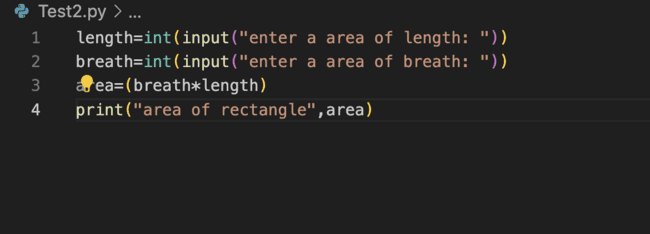 Test2.py > ...
1 length=int(input("enter a area of length: "))
2 breath=int(input("enter a area of breath: "))
3 area=(breath*length)
4 print("area of rectangle",area)